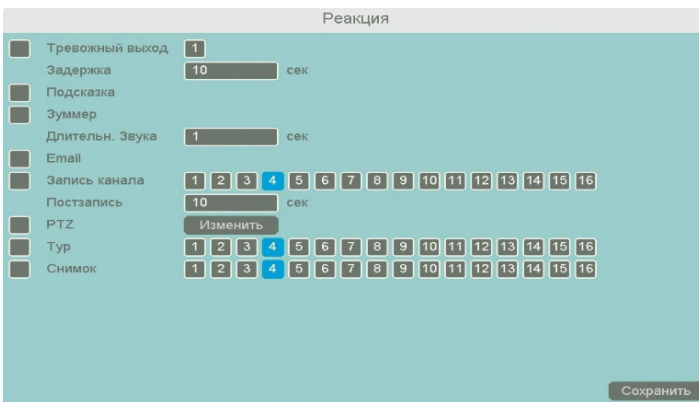 Реакция
Тревожный выход 1
Задержка 10 сек
Подсказка
Зуммер
Длительн. Звука 1 сек
Email
Запись канала 1 2 3 4 5 6 7 8 9 10 11 12 13 14 15 16
Постзапись 10 сек
PTZ Изменить
Тур 1 2 3 4 5 6 7 8 9 10 11 12 13 14 15 16
Снимок 1 2 3 4 5 6 7 8 9 10 11 12 13 14 15 16
Сохранить